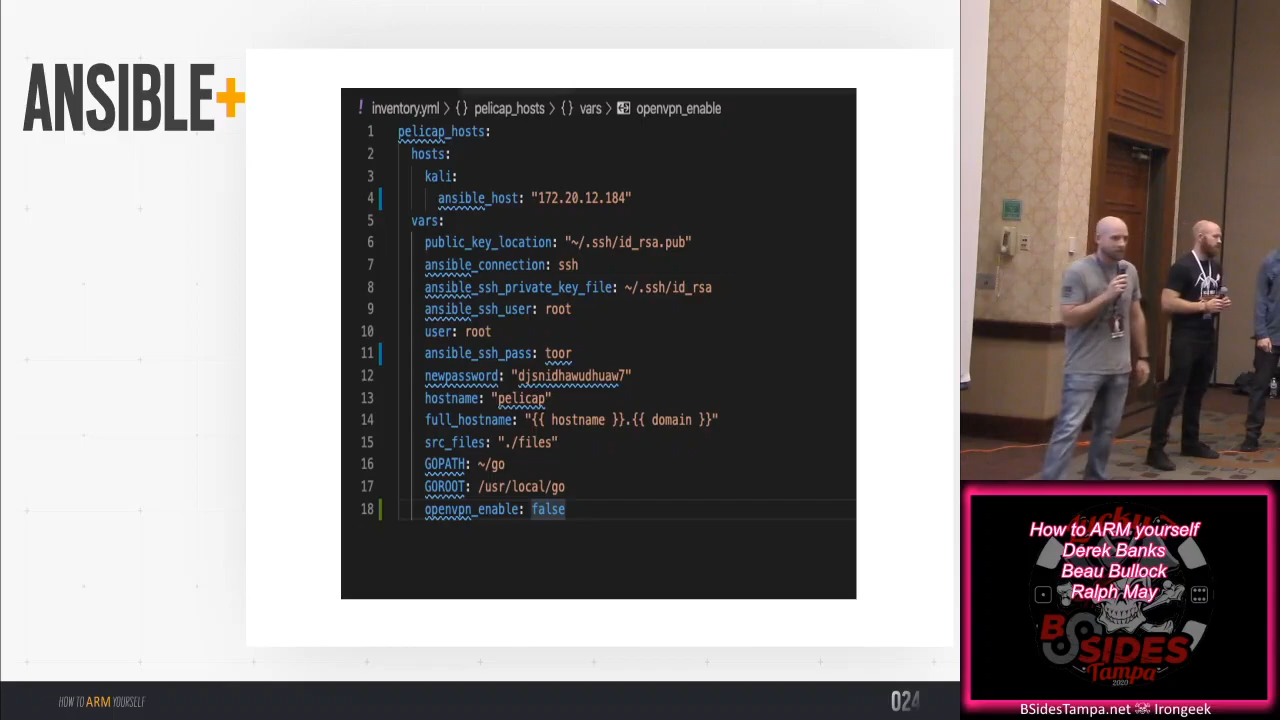 ANSIBLE+
! inventory.yml > {} pelicap_hosts > {} vars > openvpn_enable
1 pelicap_hosts:
2 hosts:
3 kali:
4 ansible_host: "172.20.12.184"
5 vars:
6 public_key_location: "~/.ssh/id_rsa.pub"
7 ansible_connection: ssh
8 ansible_ssh_private_key_file: ~/.ssh/id_rsa
9 ansible_ssh_user: root
10 user: root
11 ansible_ssh_pass: toor
12 newpassword: "djsnidhawudhuaw7"
13 hostname: "pelicap"
14 full_hostname: "{{ hostname }}.{{ domain }}"
15 src_files: "./files"
16 GOPATH: ~/go
17 GOROOT: /usr/local/go
18 openvpn_enable: false
HOW TO ARM YOURSELF
024
How to ARM yourself
Derek Banks
Beau Bullock
Ralph May
BSIDES
Tampa
2020
BSidesTampa.net Irongeek